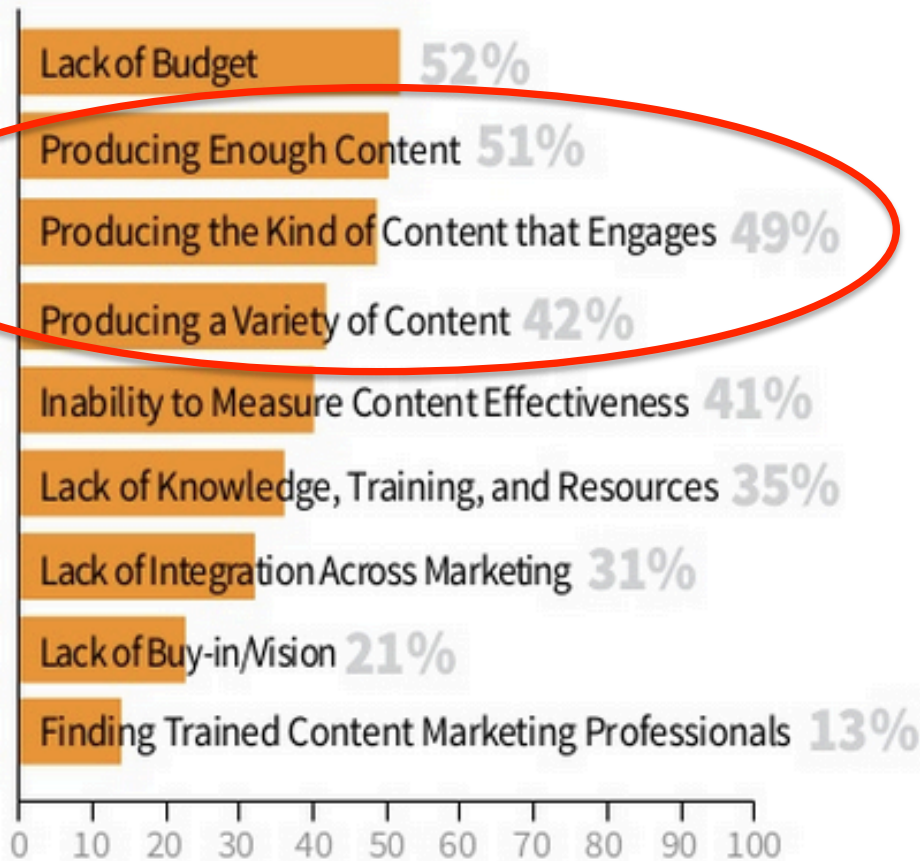 Lack of Budget 52%
Producing Enough Content 51%
Producing the Kind of Content that Engages 49%
Producing a Variety of Content 42%
Inability to Measure Content Effectiveness 41%
Lack of Knowledge, Training, and Resources 35%
Lack of Integration Across Marketing 31%
Lack of Buy-in/Vision 21%
Finding Trained Content Marketing Professionals 13%
0 10 20 30 40 50 60 70 80 90 100